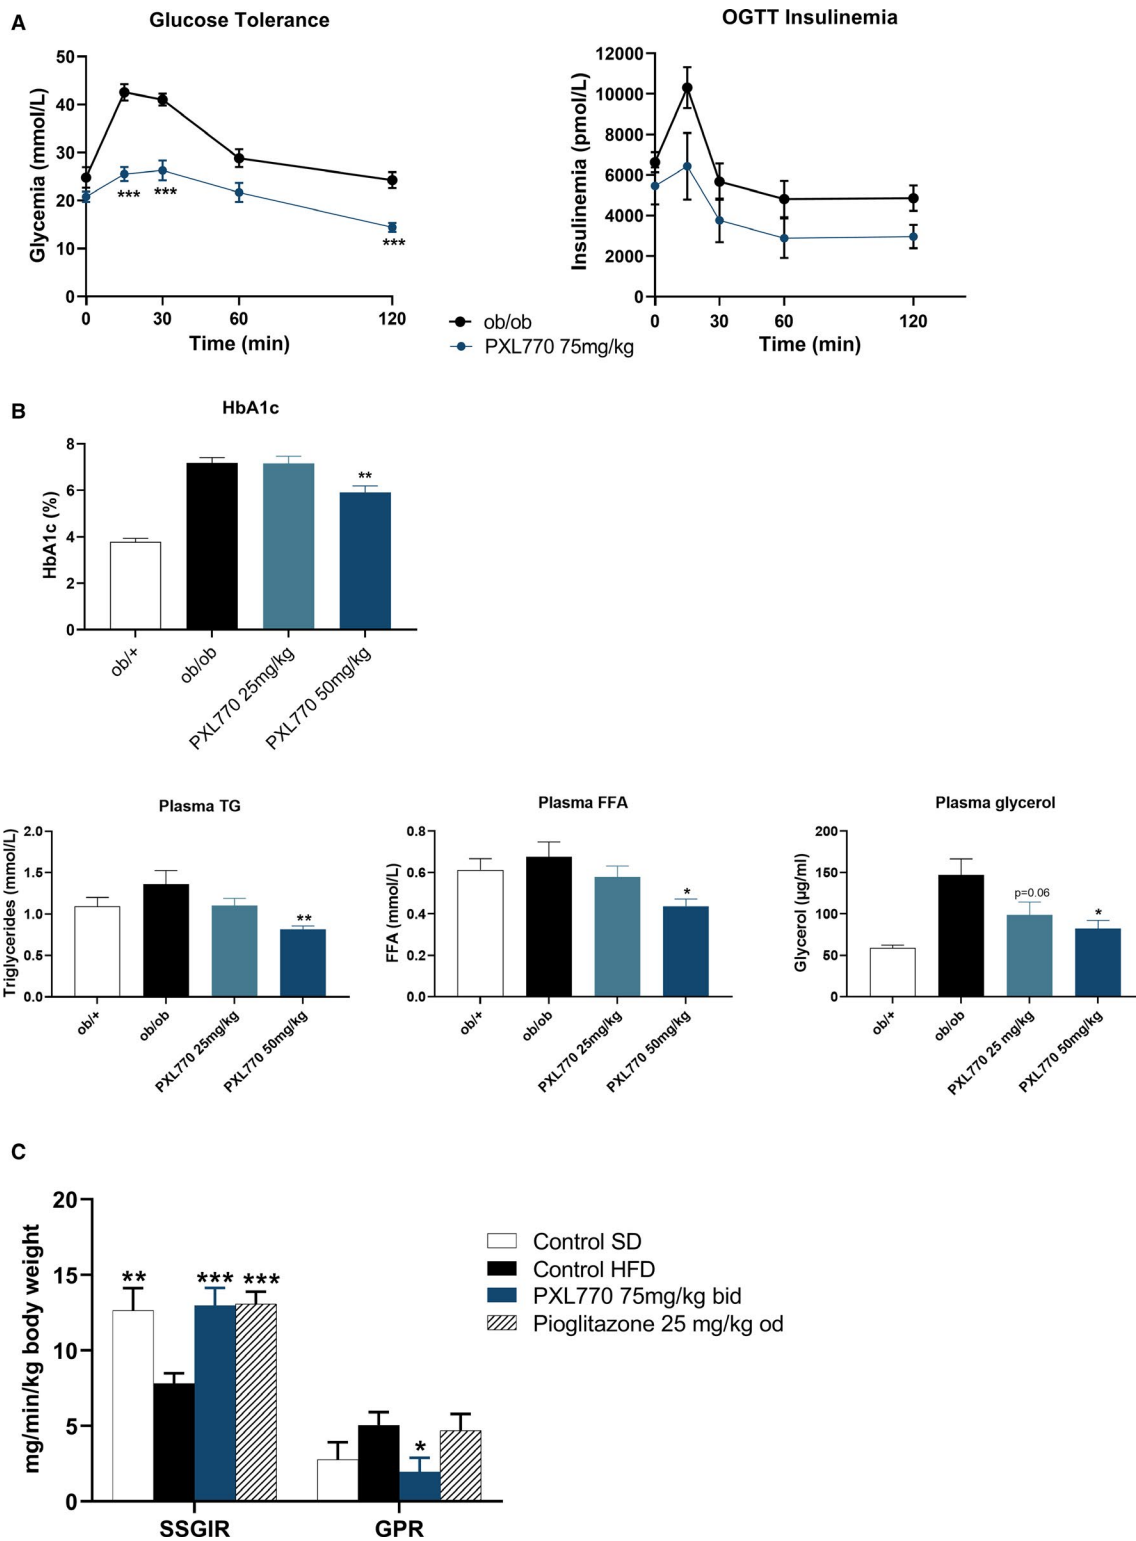 A
Glucose Tolerance
OGTT Insulinemia
Glycemia (mmol/L)
50
40
30
20
10
0
***
***
***
0
30
60
120
Time (min)
Insulinemia (pmol/L)
12000
10000
8000
6000
4000
2000
0
0
30
60
120
Time (min)
ob/ob
PXL770 75mg/kg
B
HbA1c
HbA1c (%)
8
6
4
2
0
**
ob/+
ob/ob
PXL770 25mg/kg
PXL770 50mg/kg
Plasma TG
Triglycerides (mmol/L)
2.0
1.5
1.0
0.5
0.0
**
ob/+
ob/ob
PXL770 25mg/kg
PXL770 50mg/kg
Plasma FFA
FFA (mmol/L)
0.8
0.6
0.4
0.2
0.0
*
ob/+
ob/ob
PXL770 25mg/kg
PXL770 50mg/kg
Plasma glycerol
Glycerol (µg/ml)
200
150
100
50
0
p=0.06
*
ob/+
ob/ob
PXL770 25 mg/kg
PXL770 50mg/kg
C
mg/min/kg body weight
20
15
10
5
0
**
***
***
*
SSGIR
GPR
Control SD
Control HFD
PXL770 75mg/kg bid
Pioglitazone 25 mg/kg od